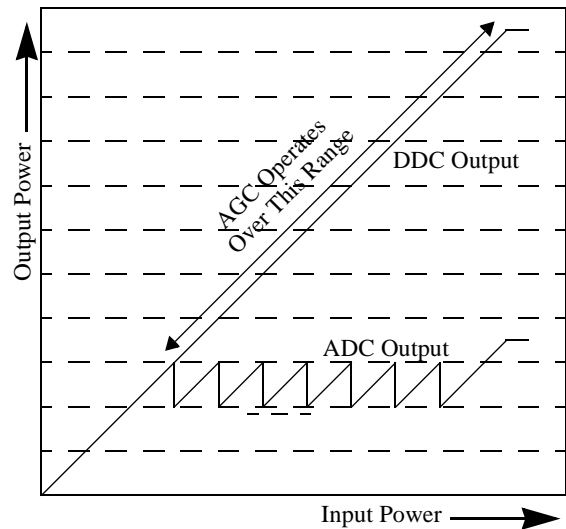 Output Power
AGC Operates
Over This Range
DDC Output
ADC Output
Input Power